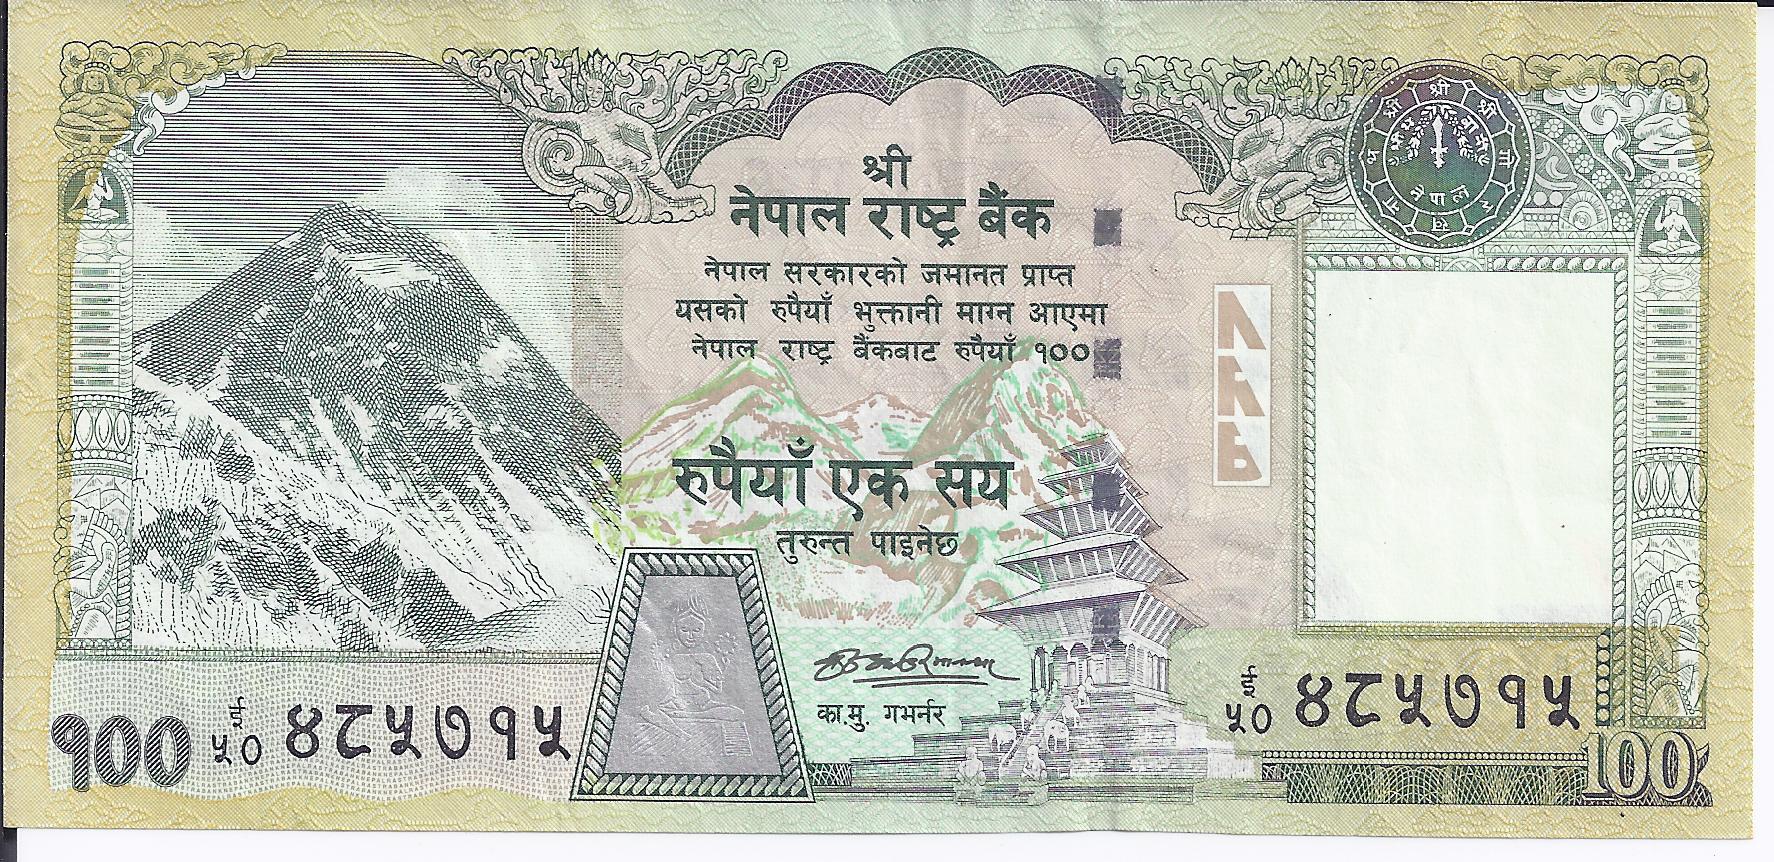 श्री
नेपाल राष्ट्र बैंक
नेपाल सरकारको जमानत प्राप्त
यसको रुपैयाँ भुक्तानी माग्न आएमा
नेपाल राष्ट्र बैंकबाट रुपैयाँ १००
रुपैयाँ एक सय
तुरुन्त पाइनेछ
का.मु. गभर्नर
१००
५० ४८५७१५
५० ४८५७१५
100
नेपाल
NRB